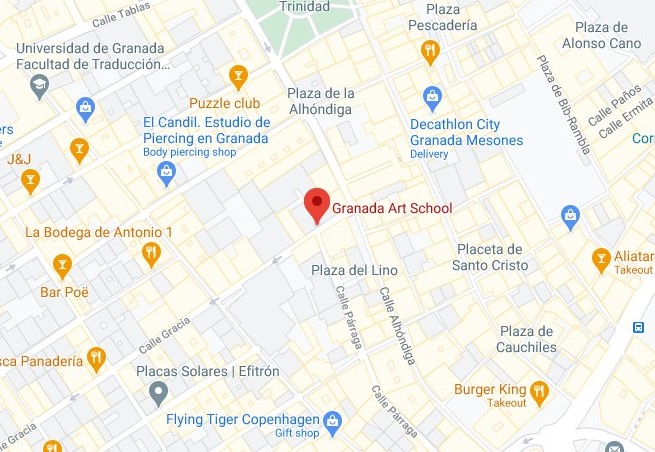 Calle Tablas
Trinidad
Plaza
Pescadería
Plaza de
Alonso Cano
Universidad de Granada
Facultad de Traducción...
Puzzle club
Plaza de la
Alhóndiga
Plaza de Bib-Rambla
Calle Paños
Calle Ermita
El Candil. Estudio de
Piercing en Granada
Body piercing shop
Decathlon City
Granada Mesones
Delivery
ers
J&J
Cor
Granada Art School
La Bodega de Antonio 1
Bar Poë
Placeta de
Santo Cristo
Aliatar
Takeout
Plaza del Lino
Calle Gracia
Calle Párraga
Calle Alhóndiga
Plaza de
Cauchiles
sca Panadería
Placas Solares | Efitrón
Burger King
Takeout
Calle Gracia
Flying Tiger Copenhagen
Gift shop
Calle Párraga